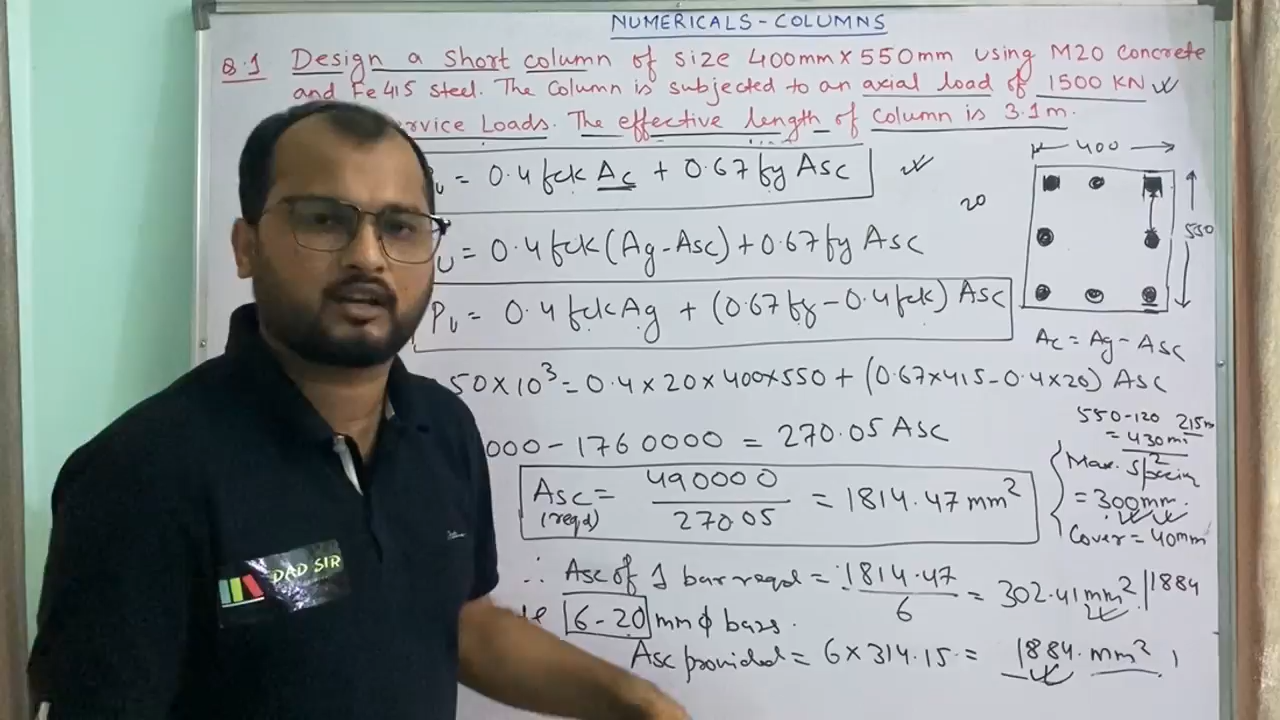 NUMERICALS - COLUMNS
Q.1 Design a short column of size 400mm x 550mm using M20 concrete
and Fe415 steel. The column is subjected to an axial load of 1500 KN
rvice Loads. The effective length of column is 3.1m.
= 0.4 fck Ac + 0.67 fy Asc
= 0.4 fck (Ag - Asc) + 0.67 fy Asc
Pu = 0.4 fck Ag + (0.67 fy - 0.4 fck) Asc
20
400
550
Ac = Ag - Asc
50 x 10³ = 0.4 x 20 x 400 x 550 + (0.67 x 415 - 0.4 x 20) Asc
000 - 1760000 = 270.05 Asc
Asc = 490000 / 270.05 = 1814.47 mm²
(reqd)
550-120
= 430
2
215m
Max. Spacing
= 300mm.
Cover = 40mm
∴ Asc of 1 bar reqd = 1814.47 / 6 = 302.41 mm² | 1884
6-20 mm ϕ bars.
Asc provided = 6 x 314.15 = 1884. mm²
DAD SIR